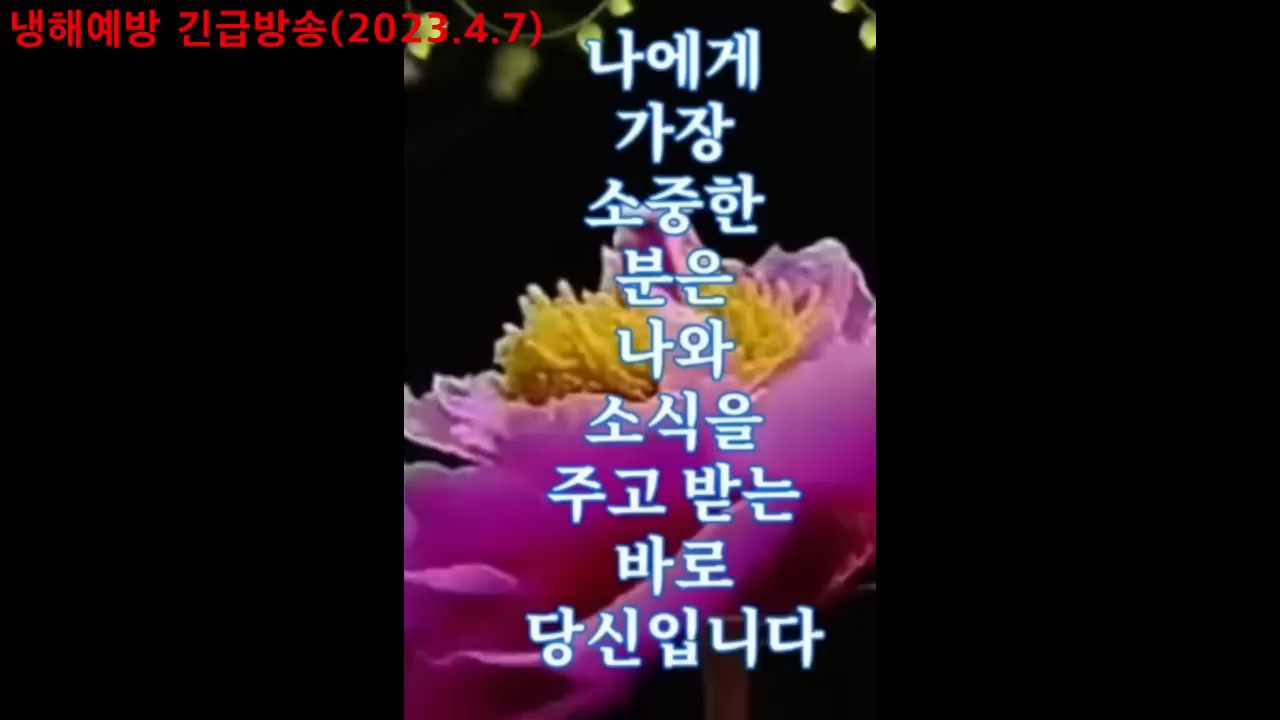 냉해예방 긴급방송(2023.4.7)
나에게
가장
소중한
분은
나와
소식을
주고 받는
바로
당신입니다